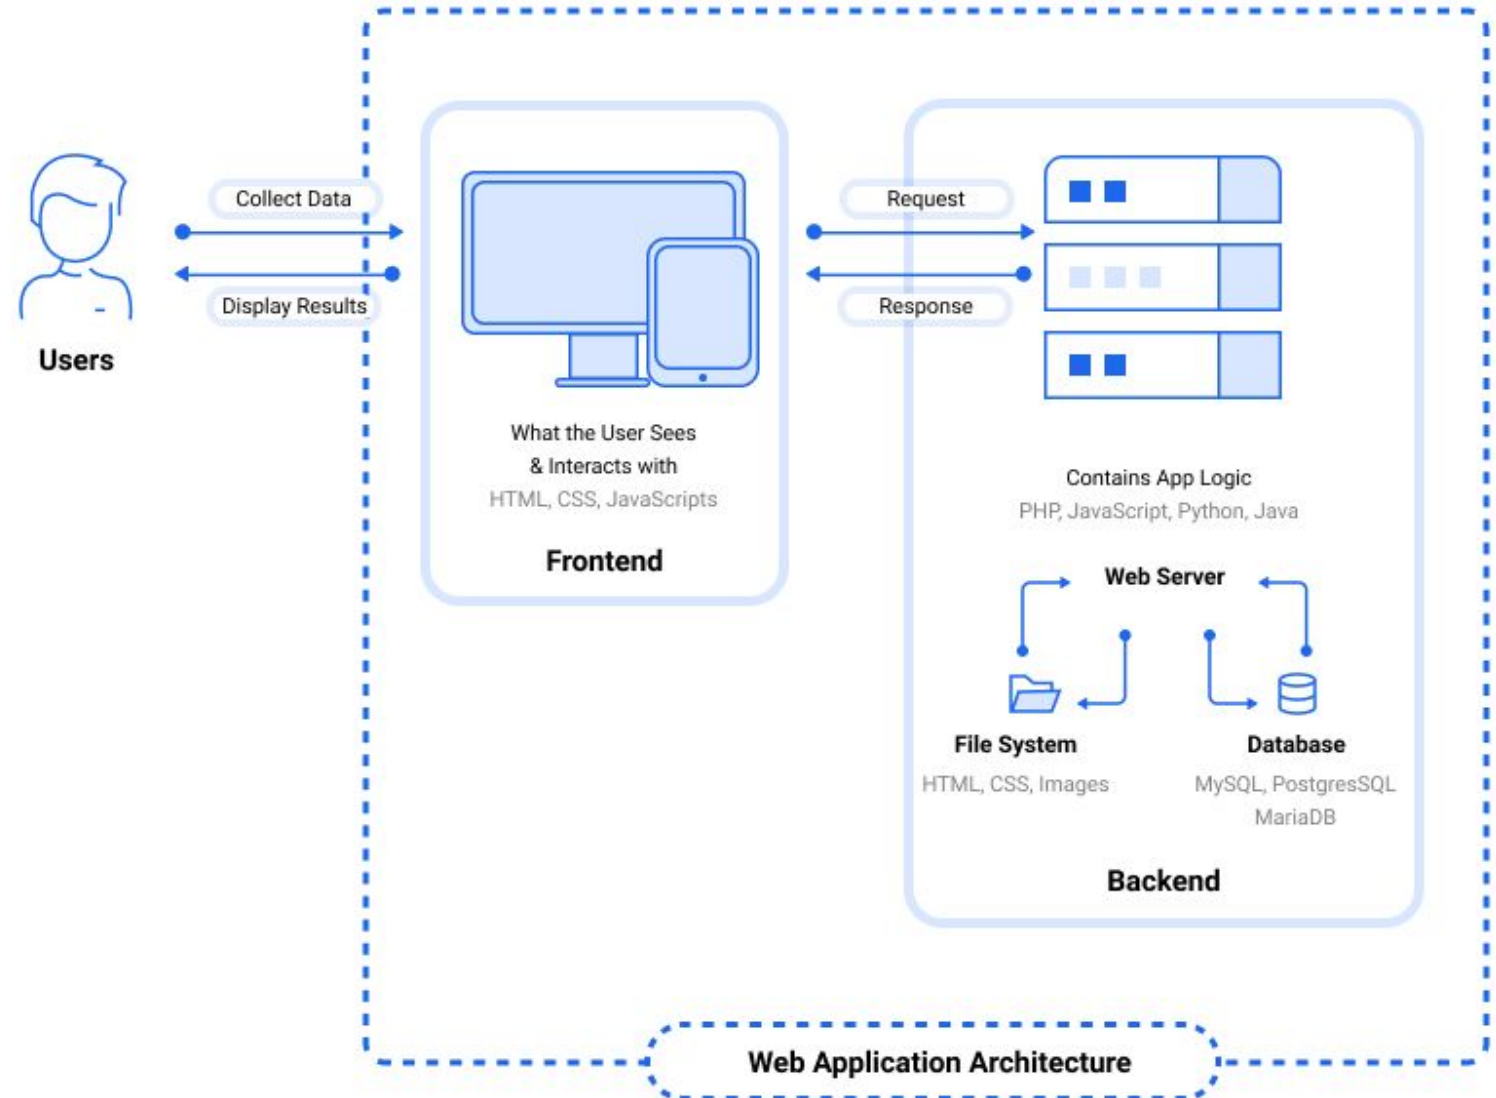 Collect Data
Display Results
Users
What the User Sees
& Interacts with
HTML, CSS, JavaScripts
Frontend
Request
Response
Contains App Logic
PHP, JavaScript, Python, Java
Web Server
File System
HTML, CSS, Images
Database
MySQL, PostgresSQL
MariaDB
Backend
Web Application Architecture